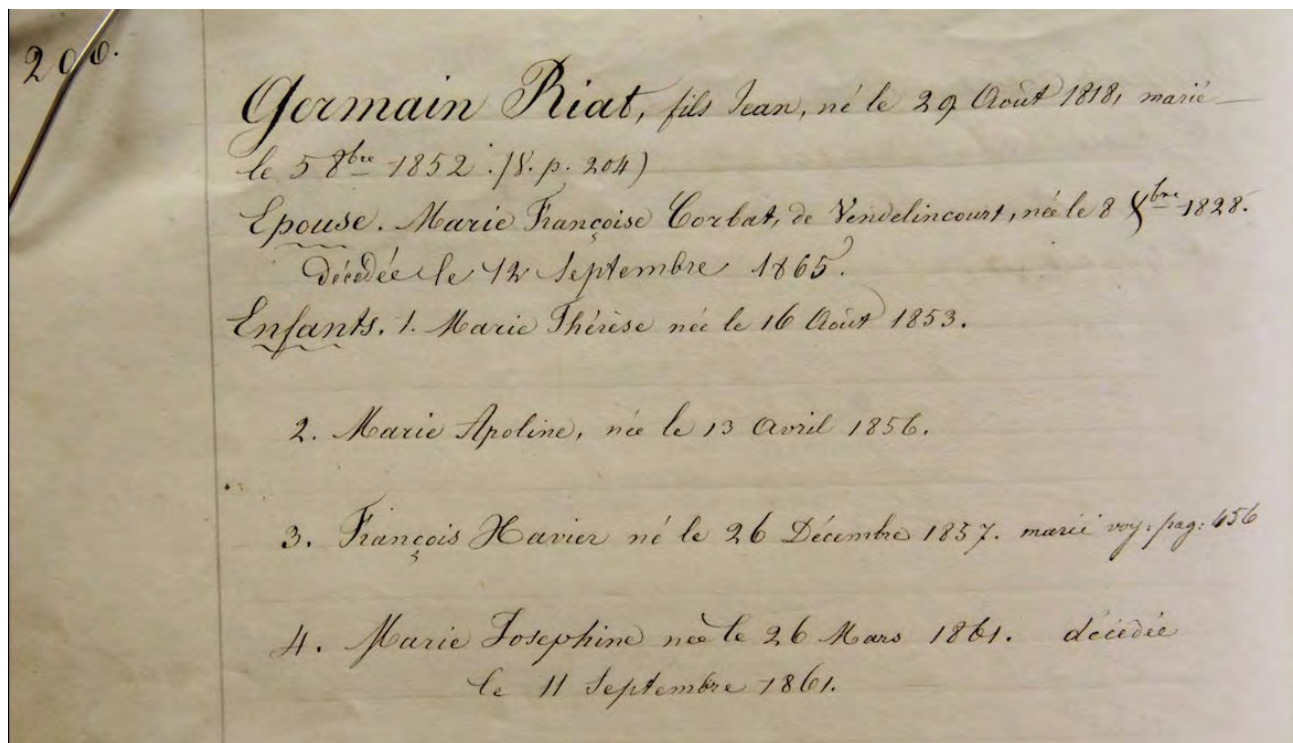 200.
Germain Riat, fils Jean, né le 29 Août 1818, marié
le 5 8bre 1852. (V. p. 204)
Epouse. Marie Françoise Corbat, de Vendelincourt, née le 8 Xbre 1828.
décédée le 12 Septembre 1865.
Enfants. 1. Marie Thérèse née le 16 Août 1853.
2. Marie Apoline, née le 13 Avril 1856.
3. François Xavier né le 26 Décembre 1857. marié voy: pag: 456
4. Marie Josephine née le 26 Mars 1861. décédée
le 11 Septembre 1861.